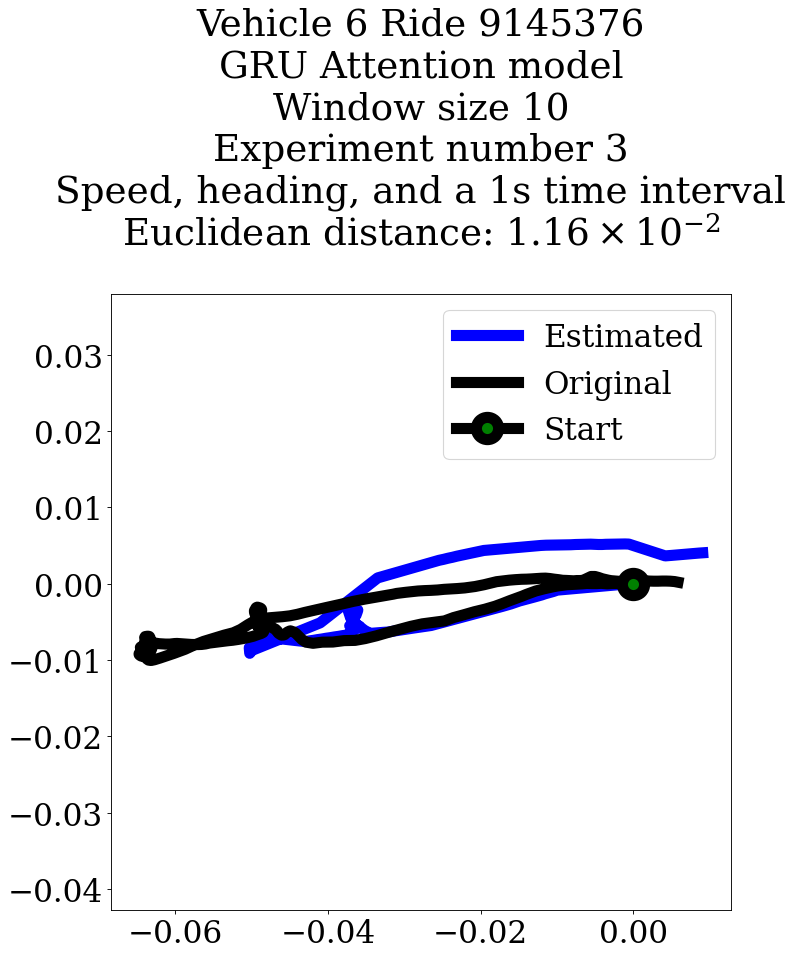 Vehicle 6 Ride 9145376
GRU Attention model
Window size 10
Experiment number 3
Speed, heading, and a 1s time interval
Euclidean distance: 1.16 × 10⁻²
Estimated
Original
Start
0.03
0.02
0.01
0.00
−0.01
−0.02
−0.03
−0.04
−0.06 −0.04 −0.02 0.00